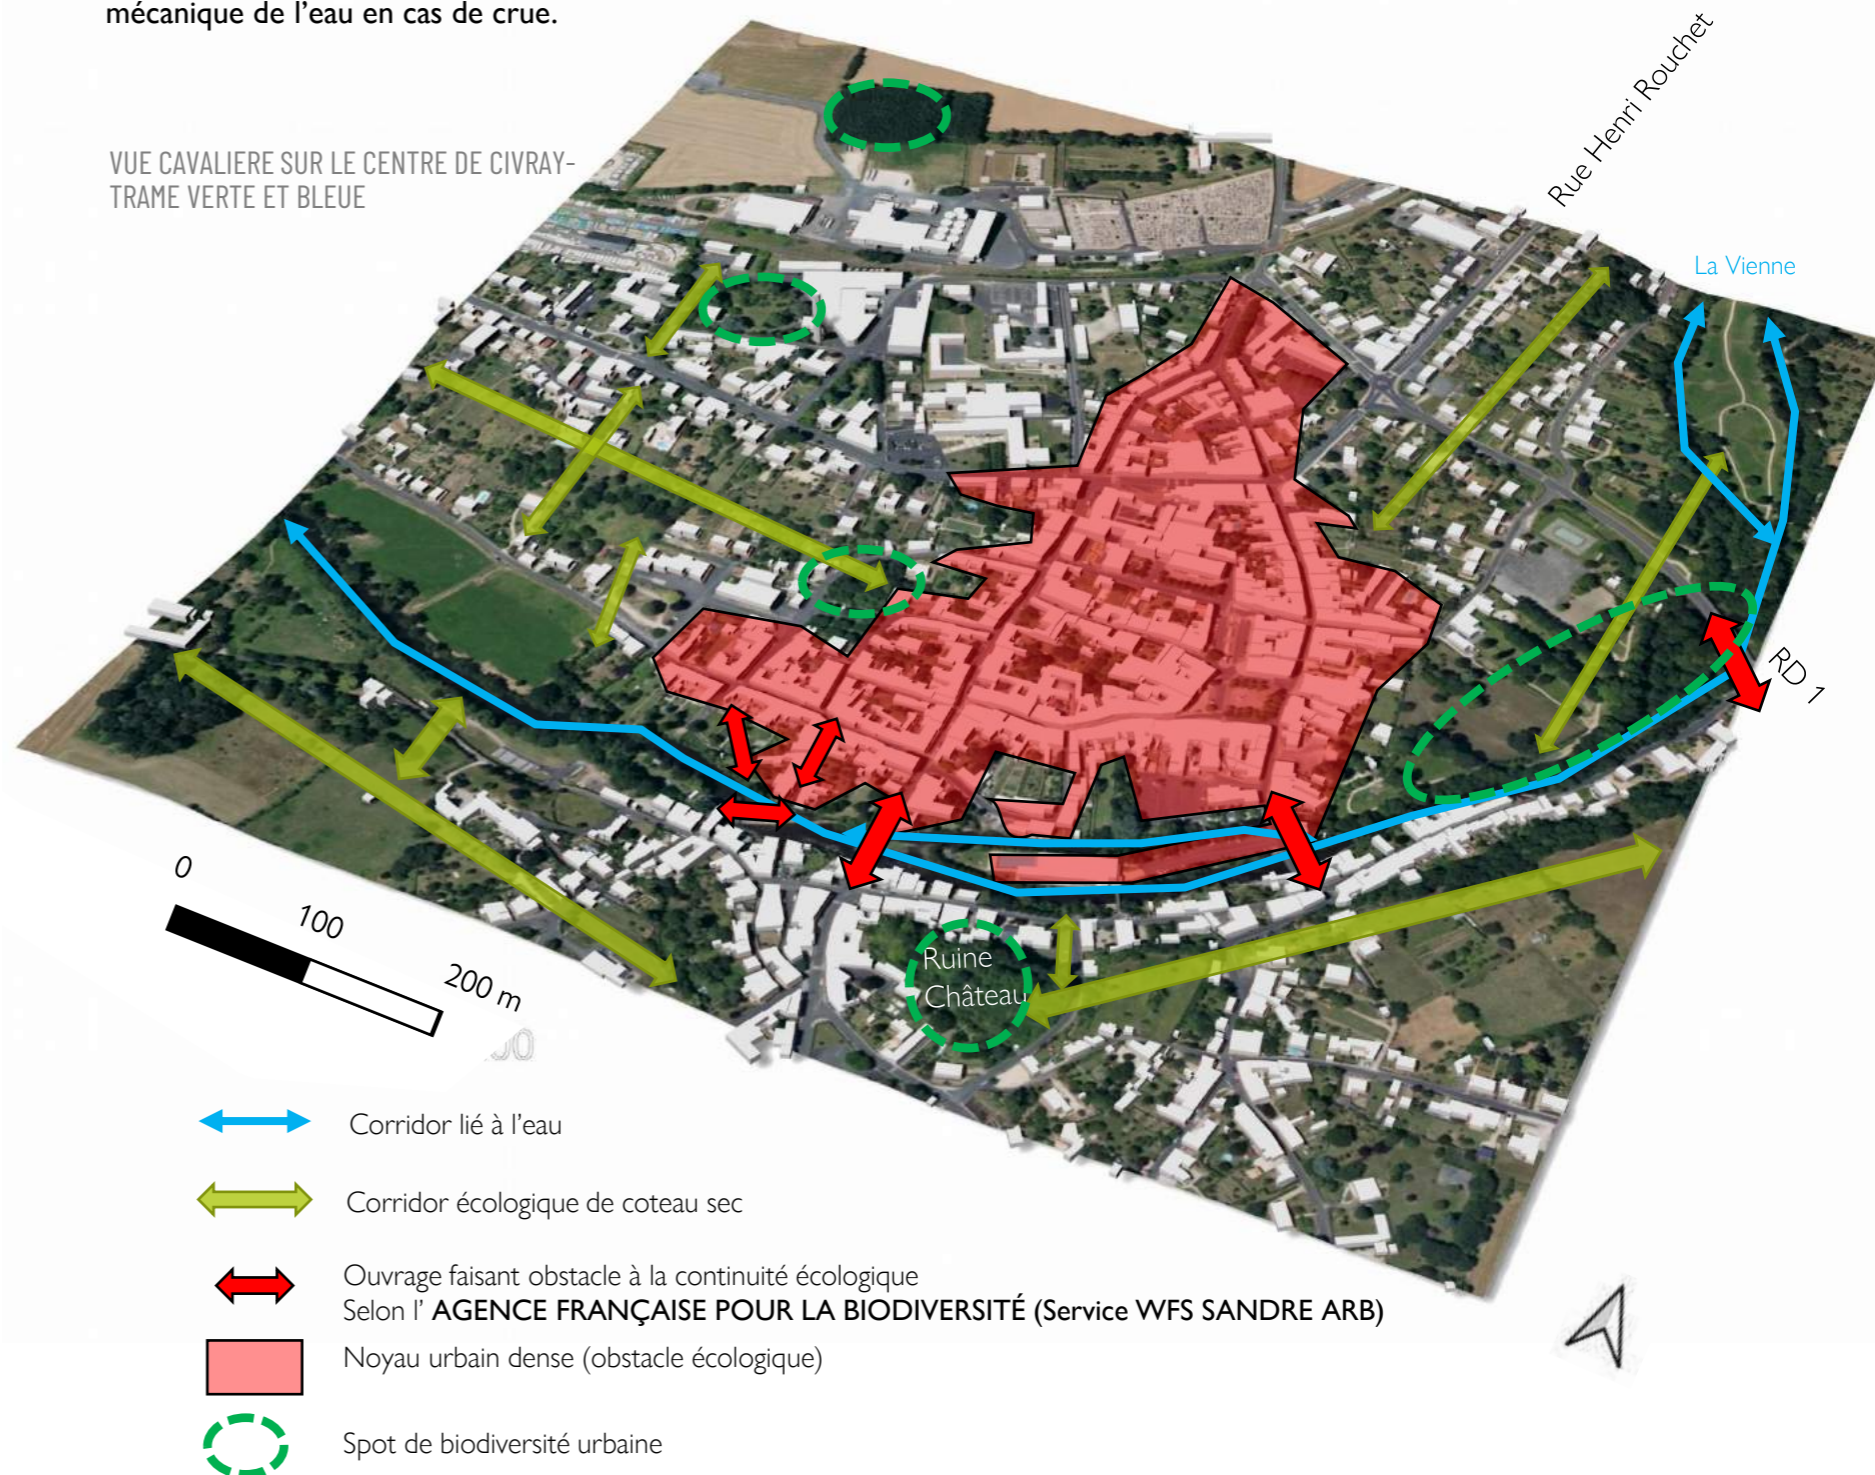 mécanique de l'eau en cas de crue.
VUE CAVALIERE SUR LE CENTRE DE CIVRAY-
TRAME VERTE ET BLEUE
Rue Henri Rouchet
La Vienne
RD 1
Ruine
Château
0
100
200 m
Corridor lié à l'eau
Corridor écologique de coteau sec
Ouvrage faisant obstacle à la continuité écologique
Selon l' AGENCE FRANÇAISE POUR LA BIODIVERSITÉ (Service WFS SANDRE ARB)
Noyau urbain dense (obstacle écologique)
Spot de biodiversité urbaine